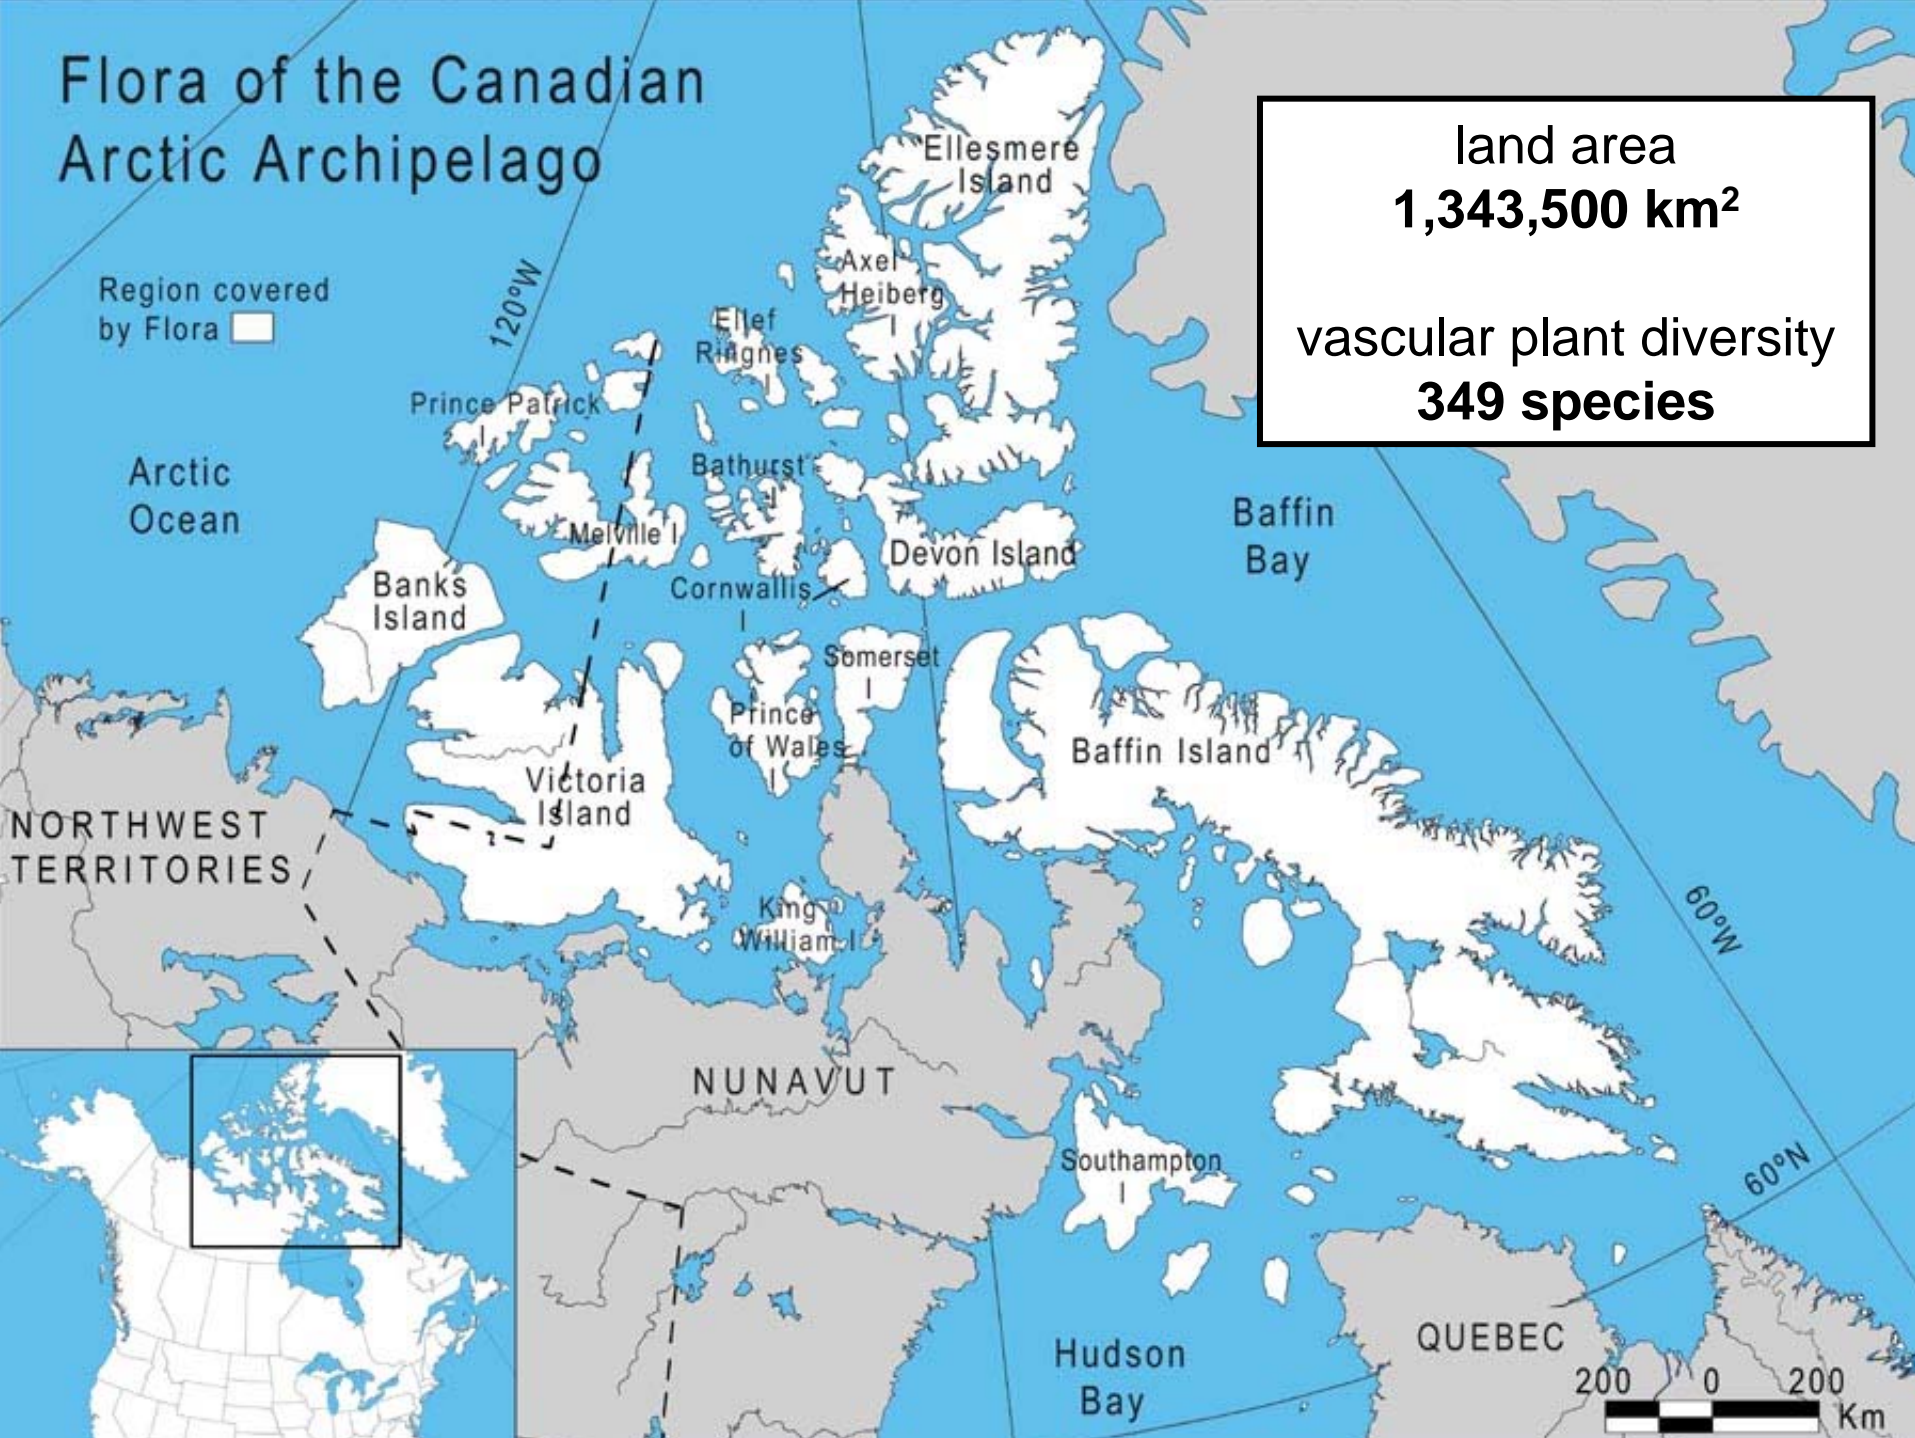 Flora of the Canadian
Arctic Archipelago
land area
1,343,500 km²
vascular plant diversity
349 species
Region covered
by Flora
120ºW
Ellesmere
Island
Axel
Heiberg
I
Ellef
Ringnes
I
Prince Patrick
I
Arctic
Ocean
Bathurst
I
Melville I
Devon Island
Baffin
Bay
Banks
Island
Cornwallis
I
Somerset
I
Prince
of Wales
I
Baffin Island
Victoria
Island
NORTHWEST
TERRITORIES
King
William I
60ºW
NUNAVUT
Southampton
I
60ºN
QUEBEC
Hudson
Bay
200 0 200
Km